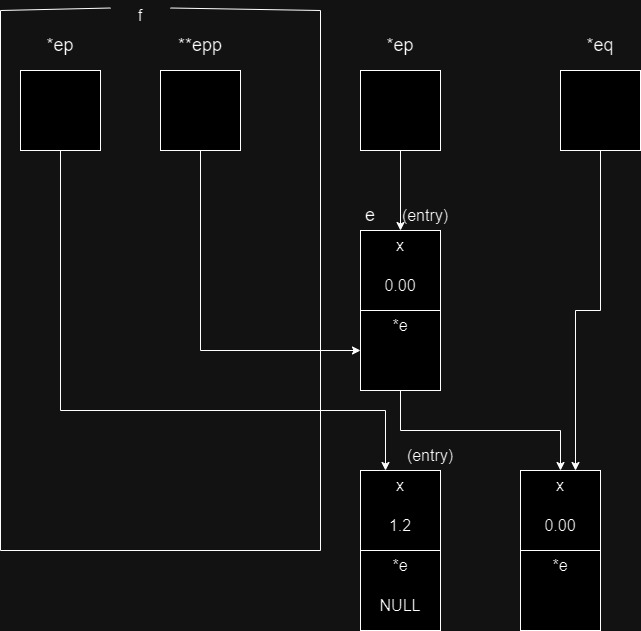 f
*ep
**epp
*ep
*eq
e
(entry)
x
0.00
*e
(entry)
x
1.2
*e
NULL
x
0.00
*e